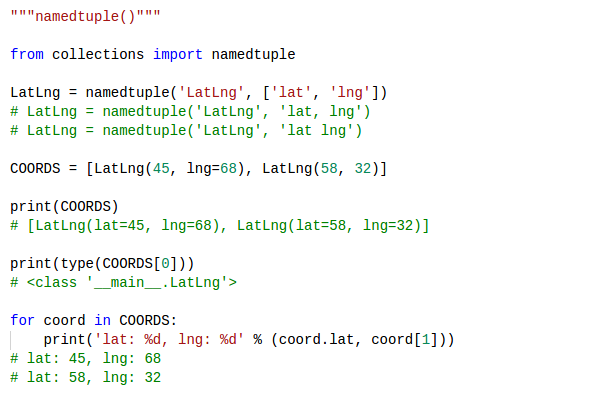 """namedtuple()"""
from collections import namedtuple
LatLng = namedtuple('LatLng', ['lat', 'lng'])
# LatLng = namedtuple('LatLng', 'lat, lng')
# LatLng = namedtuple('LatLng', 'lat lng')
COORDS = [LatLng(45, lng=68), LatLng(58, 32)]
print(COORDS)
# [LatLng(lat=45, lng=68), LatLng(lat=58, lng=32)]
print(type(COORDS[0]))
# <class '__main__.LatLng'>
for coord in COORDS:
    print('lat: %d, lng: %d' % (coord.lat, coord[1]))
# lat: 45, lng: 68
# lat: 58, lng: 32